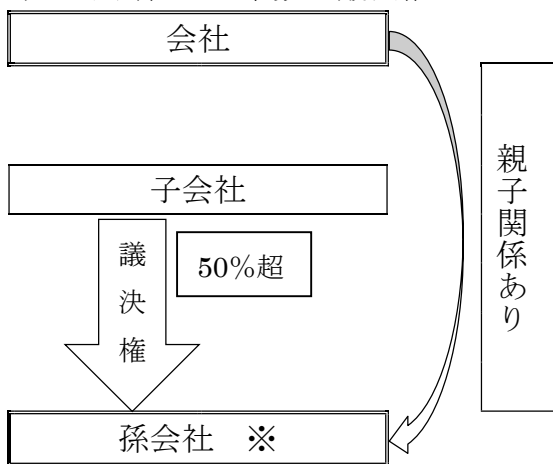 会社
子会社
議決権
50％超
親子関係あり
孫会社　※